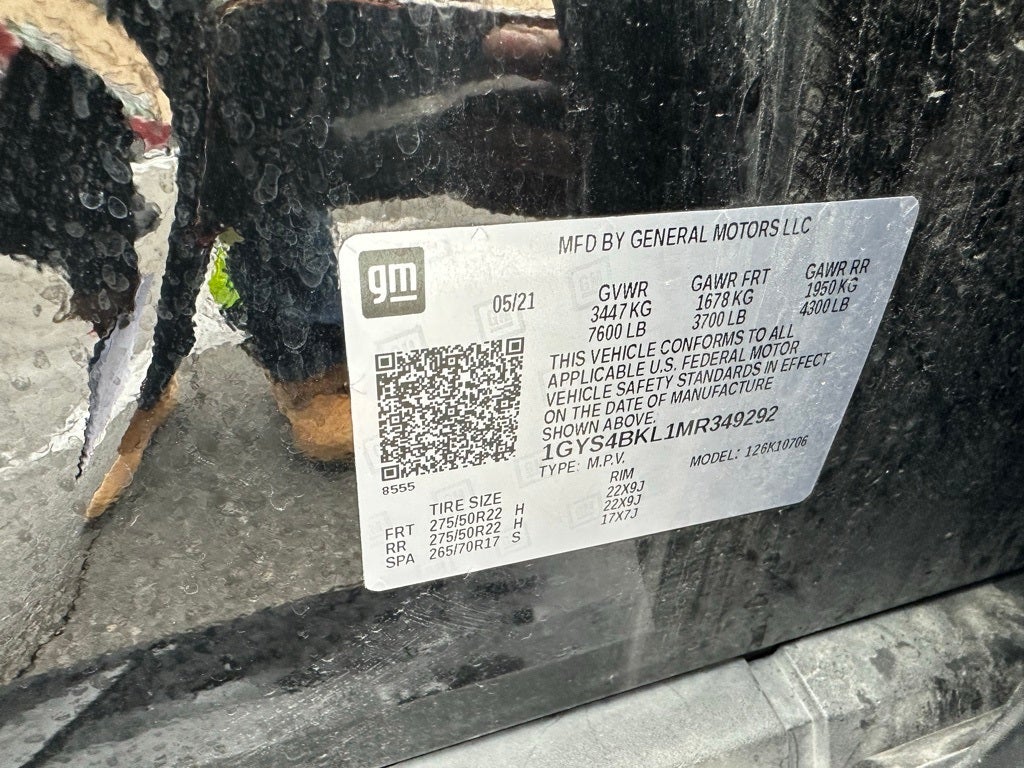 MFD BY GENERAL MOTORS LLC
gm
05/21
GVWR GAWR FRT GAWR RR
3447 KG 1678 KG 1950 KG
7600 LB 3700 LB 4300 LB
THIS VEHICLE CONFORMS TO ALL
APPLICABLE U.S. FEDERAL MOTOR
VEHICLE SAFETY STANDARDS IN EFFECT
ON THE DATE OF MANUFACTURE
SHOWN ABOVE.
1GYS4BKL1MR349292
TYPE: M.P.V. MODEL: 126K10706
8555
TIRE SIZE RIM
FRT 275/50R22 H 22X9J
RR 275/50R22 H 22X9J
SPA 265/70R17 S 17X7J